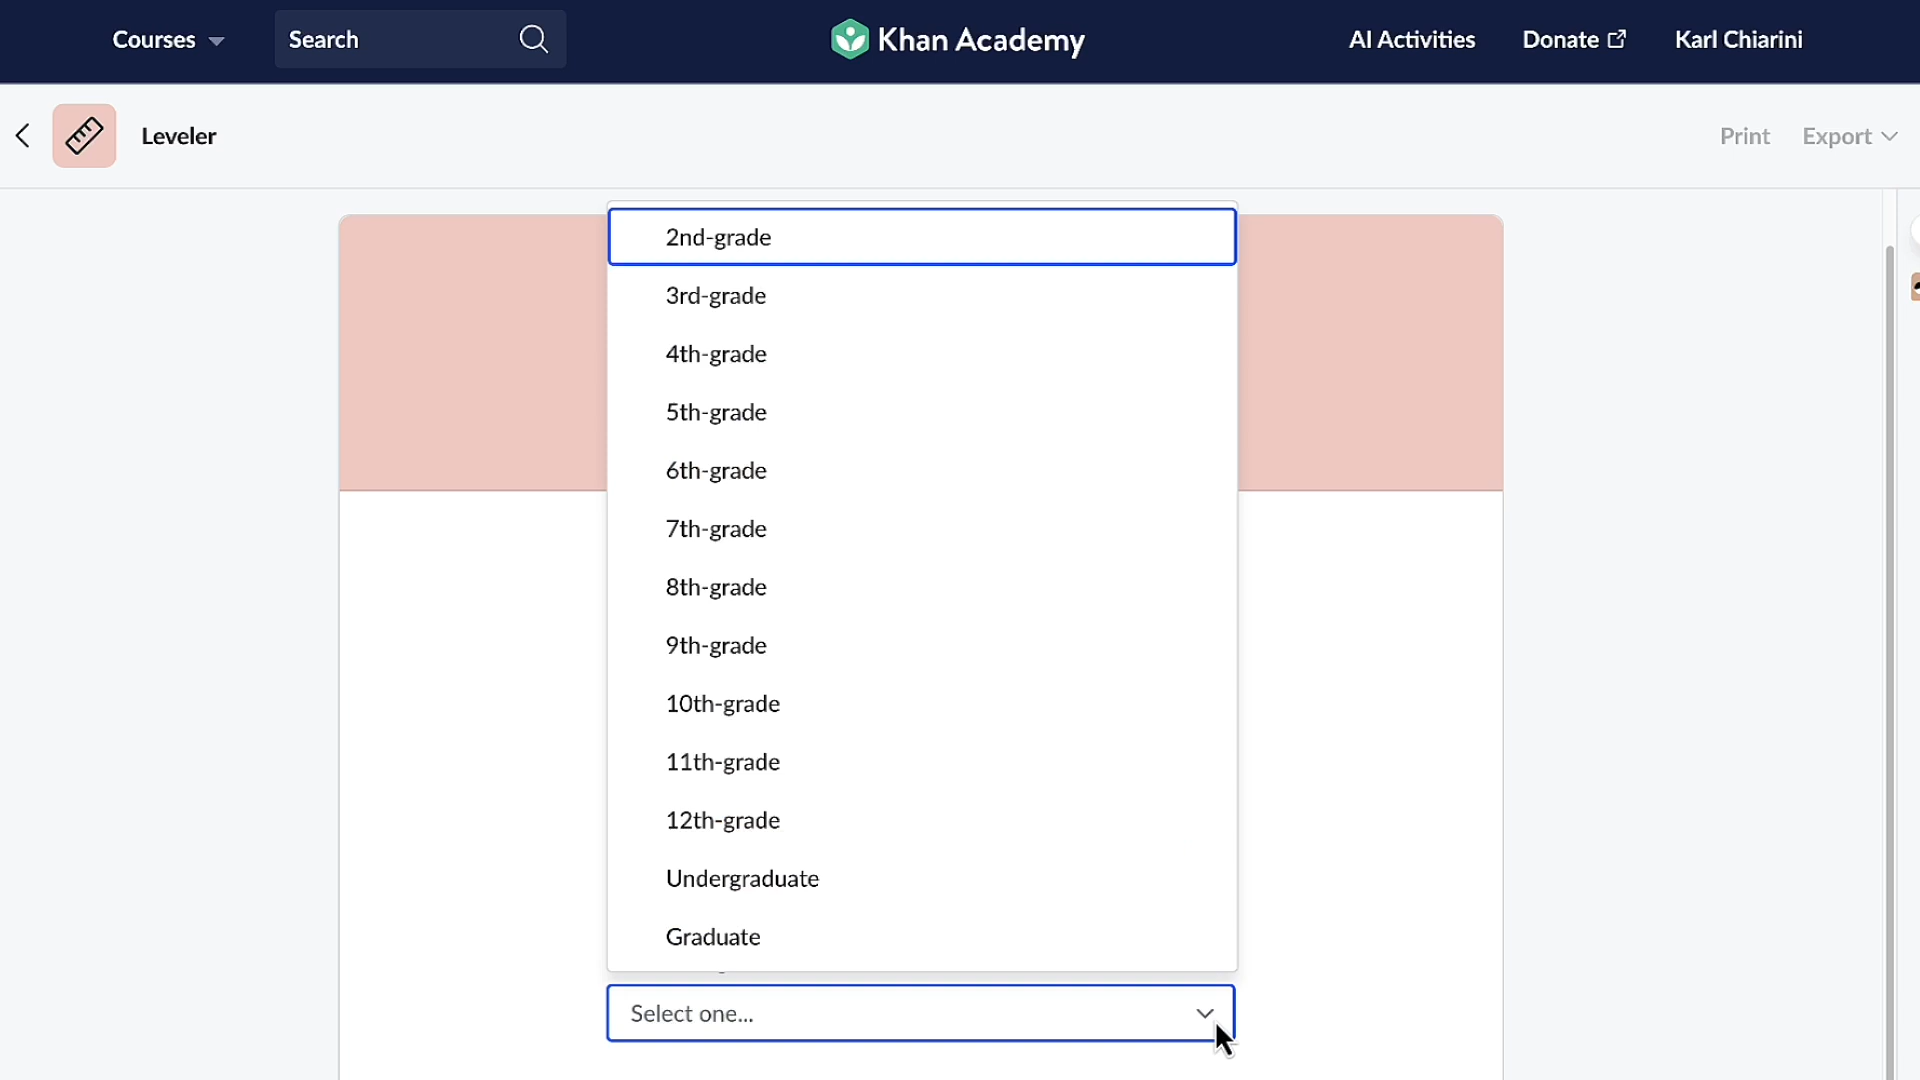 Courses
Search
Khan Academy
AI Activities
Donate
Karl Chiarini
Leveler
Print
Export
2nd-grade
3rd-grade
4th-grade
5th-grade
6th-grade
7th-grade
8th-grade
9th-grade
10th-grade
11th-grade
12th-grade
Undergraduate
Graduate
Select one...